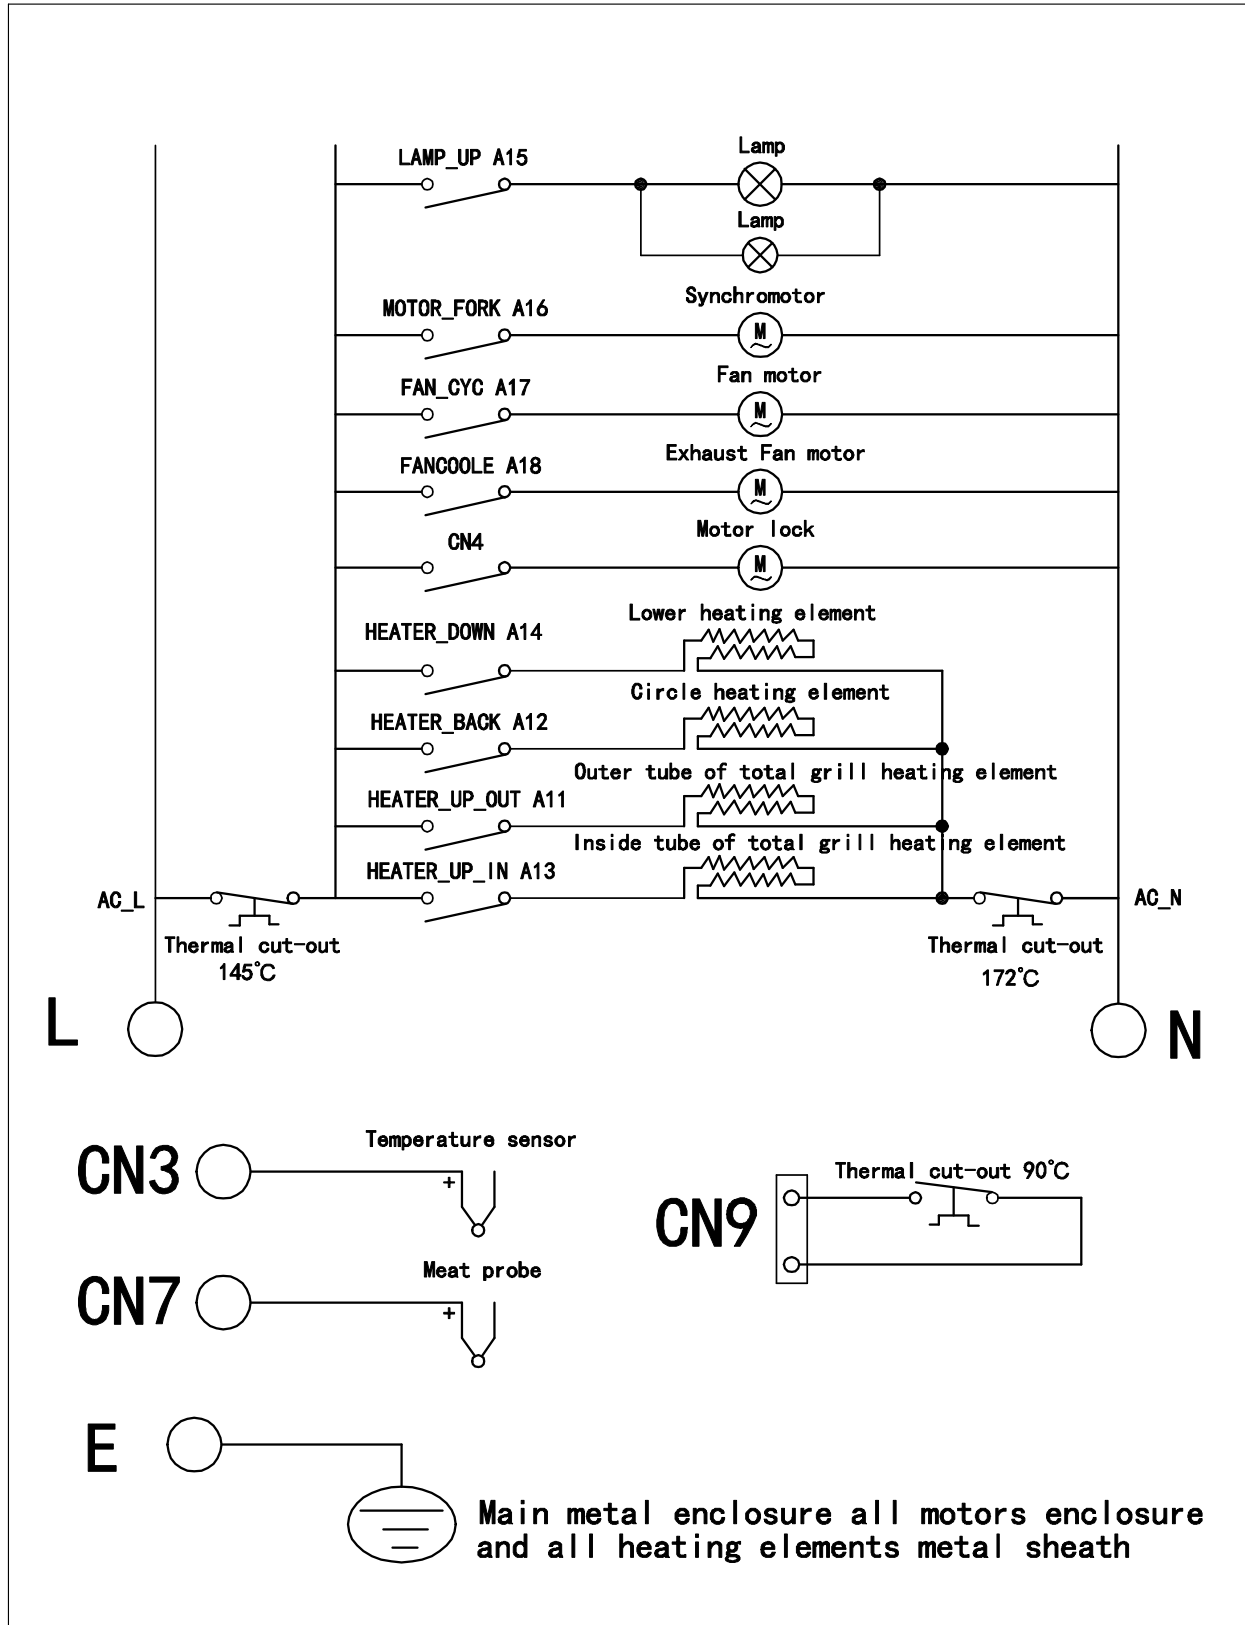 LAMP_UP A15
Lamp
Lamp
Synchromotor
MOTOR_FORK A16
M
Fan motor
FAN_CYC A17
M
Exhaust Fan motor
FANCOOLE A18
M
Motor lock
CN4
M
Lower heating element
HEATER_DOWN A14
Circle heating element
HEATER_BACK A12
Outer tube of total grill heating element
HEATER_UP_OUT A11
Inside tube of total grill heating element
HEATER_UP_IN A13
AC_L
AC_N
Thermal cut-out
145℃
Thermal cut-out
172℃
L
N
CN3
Temperature sensor
+
Thermal cut-out 90℃
CN9
CN7
Meat probe
+
E
Main metal enclosure all motors enclosure
and all heating elements metal sheath